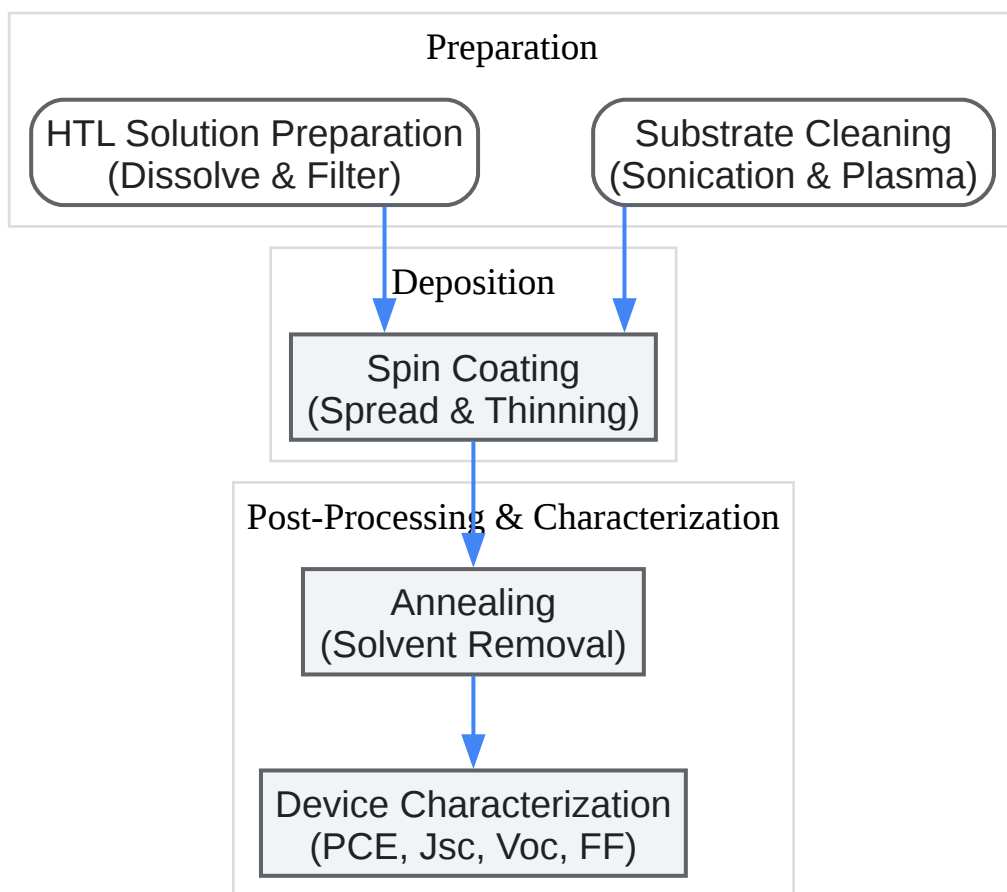 Preparation
HTL Solution Preparation
(Dissolve & Filter)
Substrate Cleaning
(Sonication & Plasma)
Deposition
Spin Coating
(Spread & Thinning)
Post-Processing & Characterization
Annealing
(Solvent Removal)
Device Characterization
(PCE, Jsc, Voc, FF)